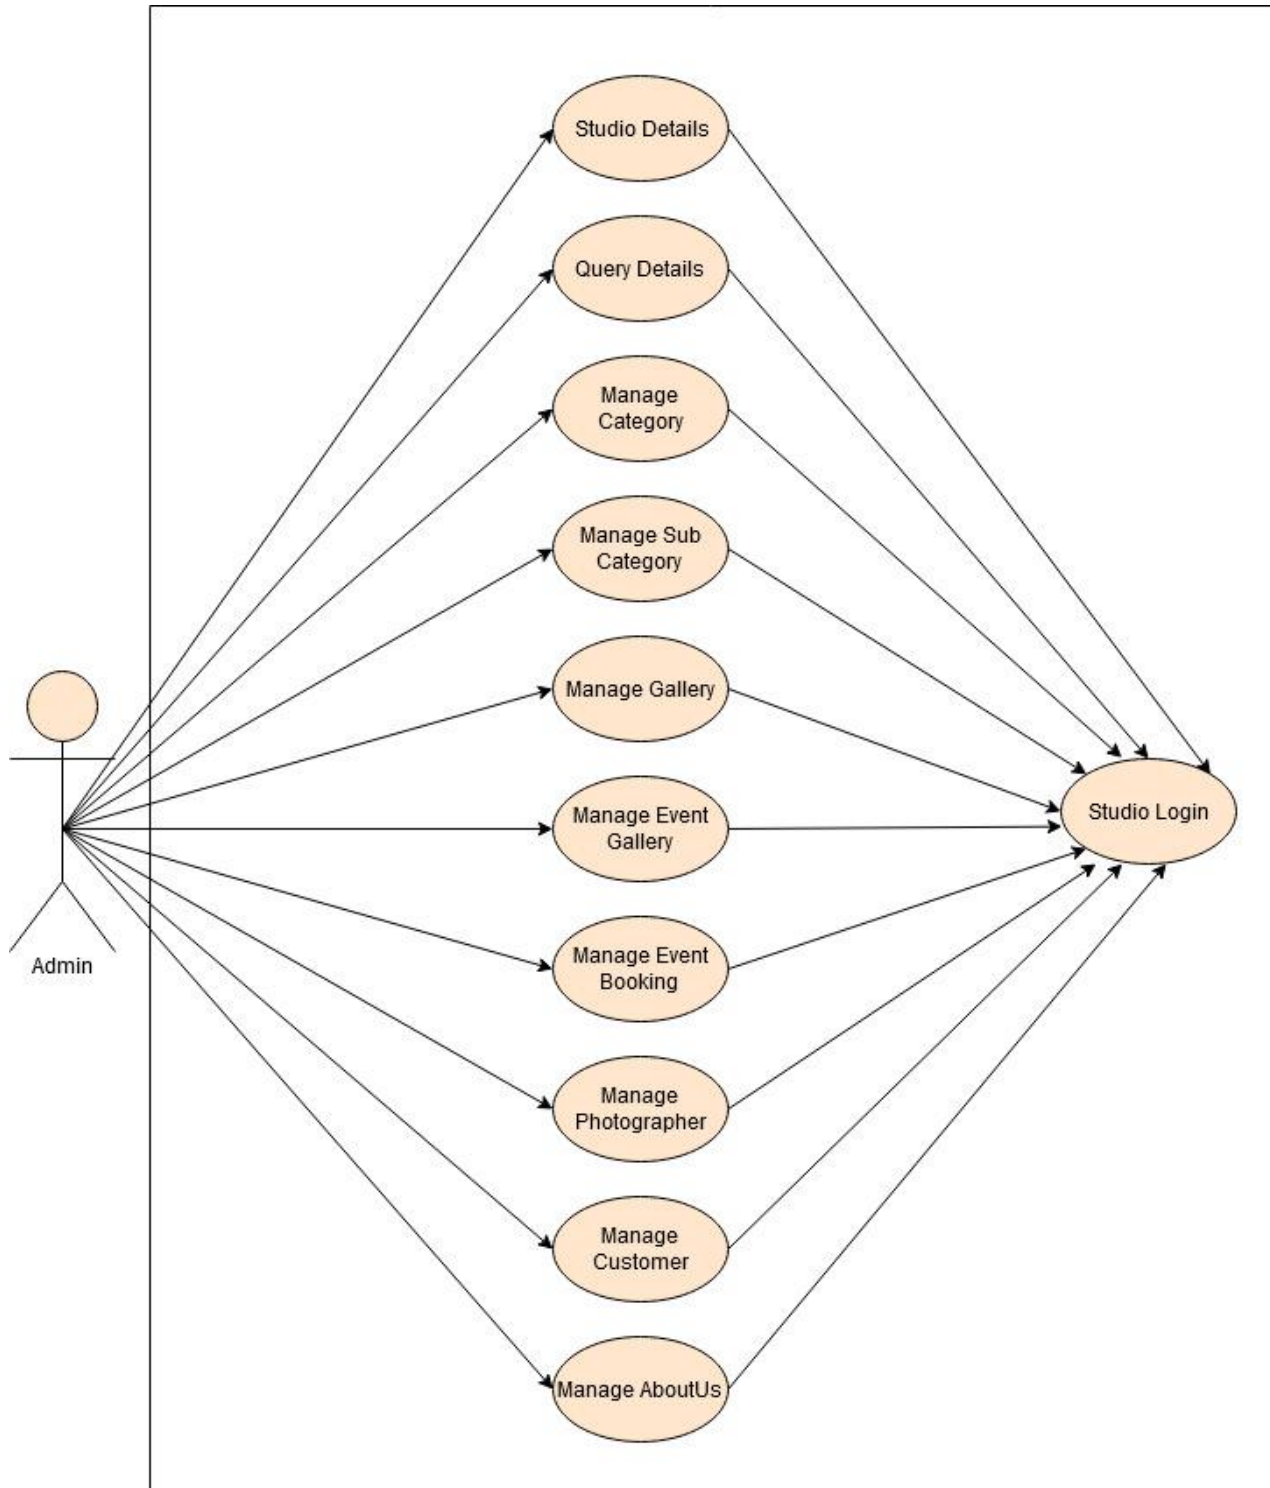 Studio Details
Query Details
Manage
Category
Manage Sub
Category
Manage Gallery
Manage Event
Gallery
Studio Login
Manage Event
Booking
Admin
Manage
Photographer
Manage
Customer
Manage AboutUs